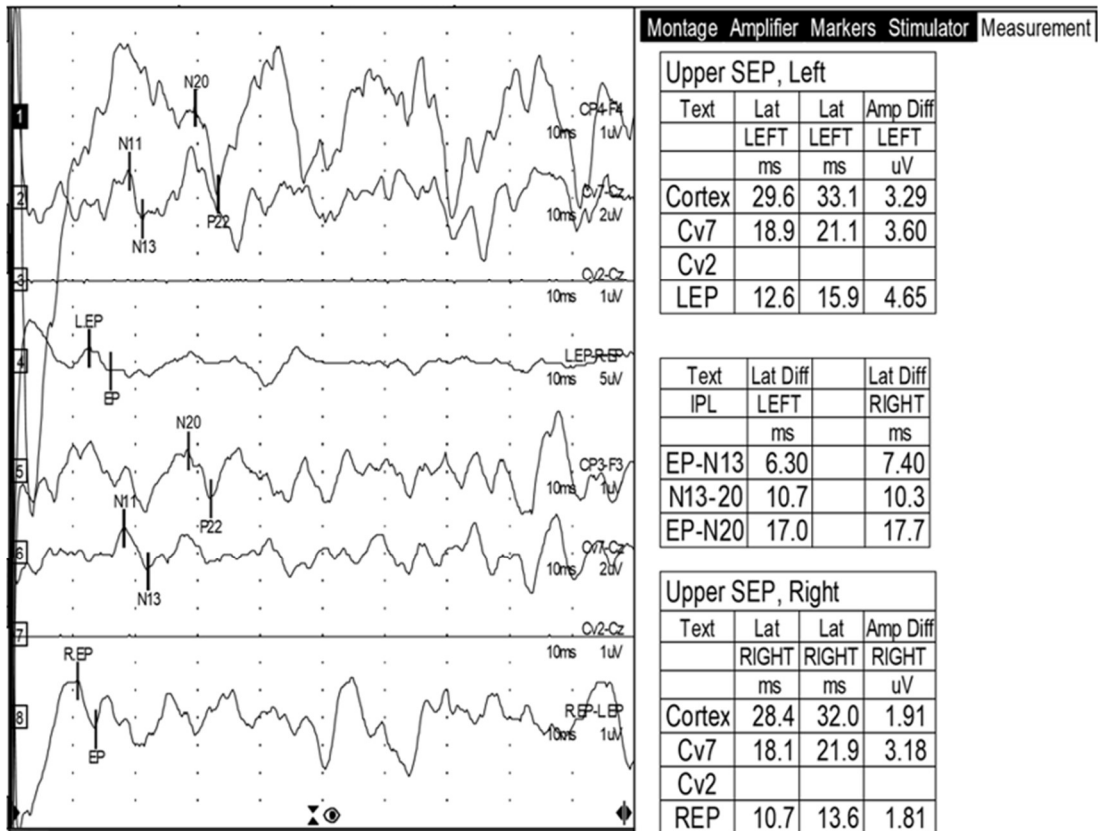 Montage Amplifier Markers Stimulator Measurement
1
N20
CP4-F4
10ms 1uV
N11
2
Cv7-Cz
10ms 2uV
P22
N13
3
Cv2-Cz
10ms 1uV
L.EP
4
L.EP-R.EP
10ms 5uV
EP
N20
5
CP3-F3
10ms 1uV
N11
P22
6
Cv7-Cz
10ms 2uV
N13
7
Cv2-Cz
10ms 1uV
R.EP
8
R.EP-L.EP
10ms 1uV
EP
Upper SEP, Left
Text Lat Lat Amp Diff
LEFT LEFT LEFT
ms ms uV
Cortex 29.6 33.1 3.29
Cv7 18.9 21.1 3.60
Cv2
LEP 12.6 15.9 4.65
Text Lat Diff Lat Diff
IPL LEFT RIGHT
ms ms
EP-N13 6.30 7.40
N13-20 10.7 10.3
EP-N20 17.0 17.7
Upper SEP, Right
Text Lat Lat Amp Diff
RIGHT RIGHT RIGHT
ms ms uV
Cortex 28.4 32.0 1.91
Cv7 18.1 21.9 3.18
Cv2
REP 10.7 13.6 1.81